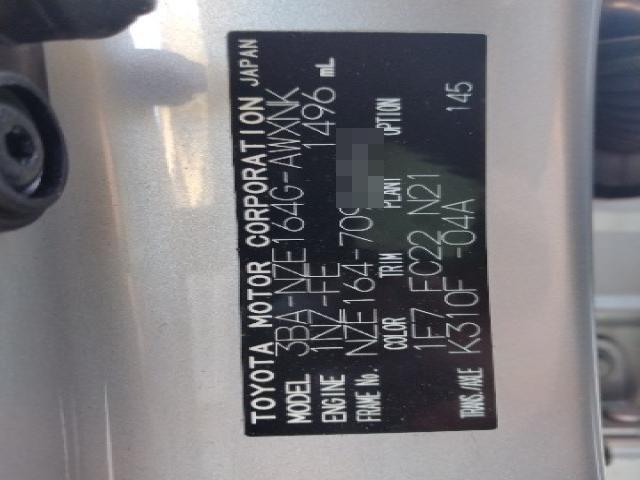 TOYOTA MOTOR CORPORATION JAPAN
MODEL 3BA-NZE164G-AWXNK
ENGINE 1NZ-FE 1496 mL
FRAME No. NZE164-709
COLOR TRIM PLANT OPTION
1F7 FC22 N21 145
TRANS./AXLE K310F -04A